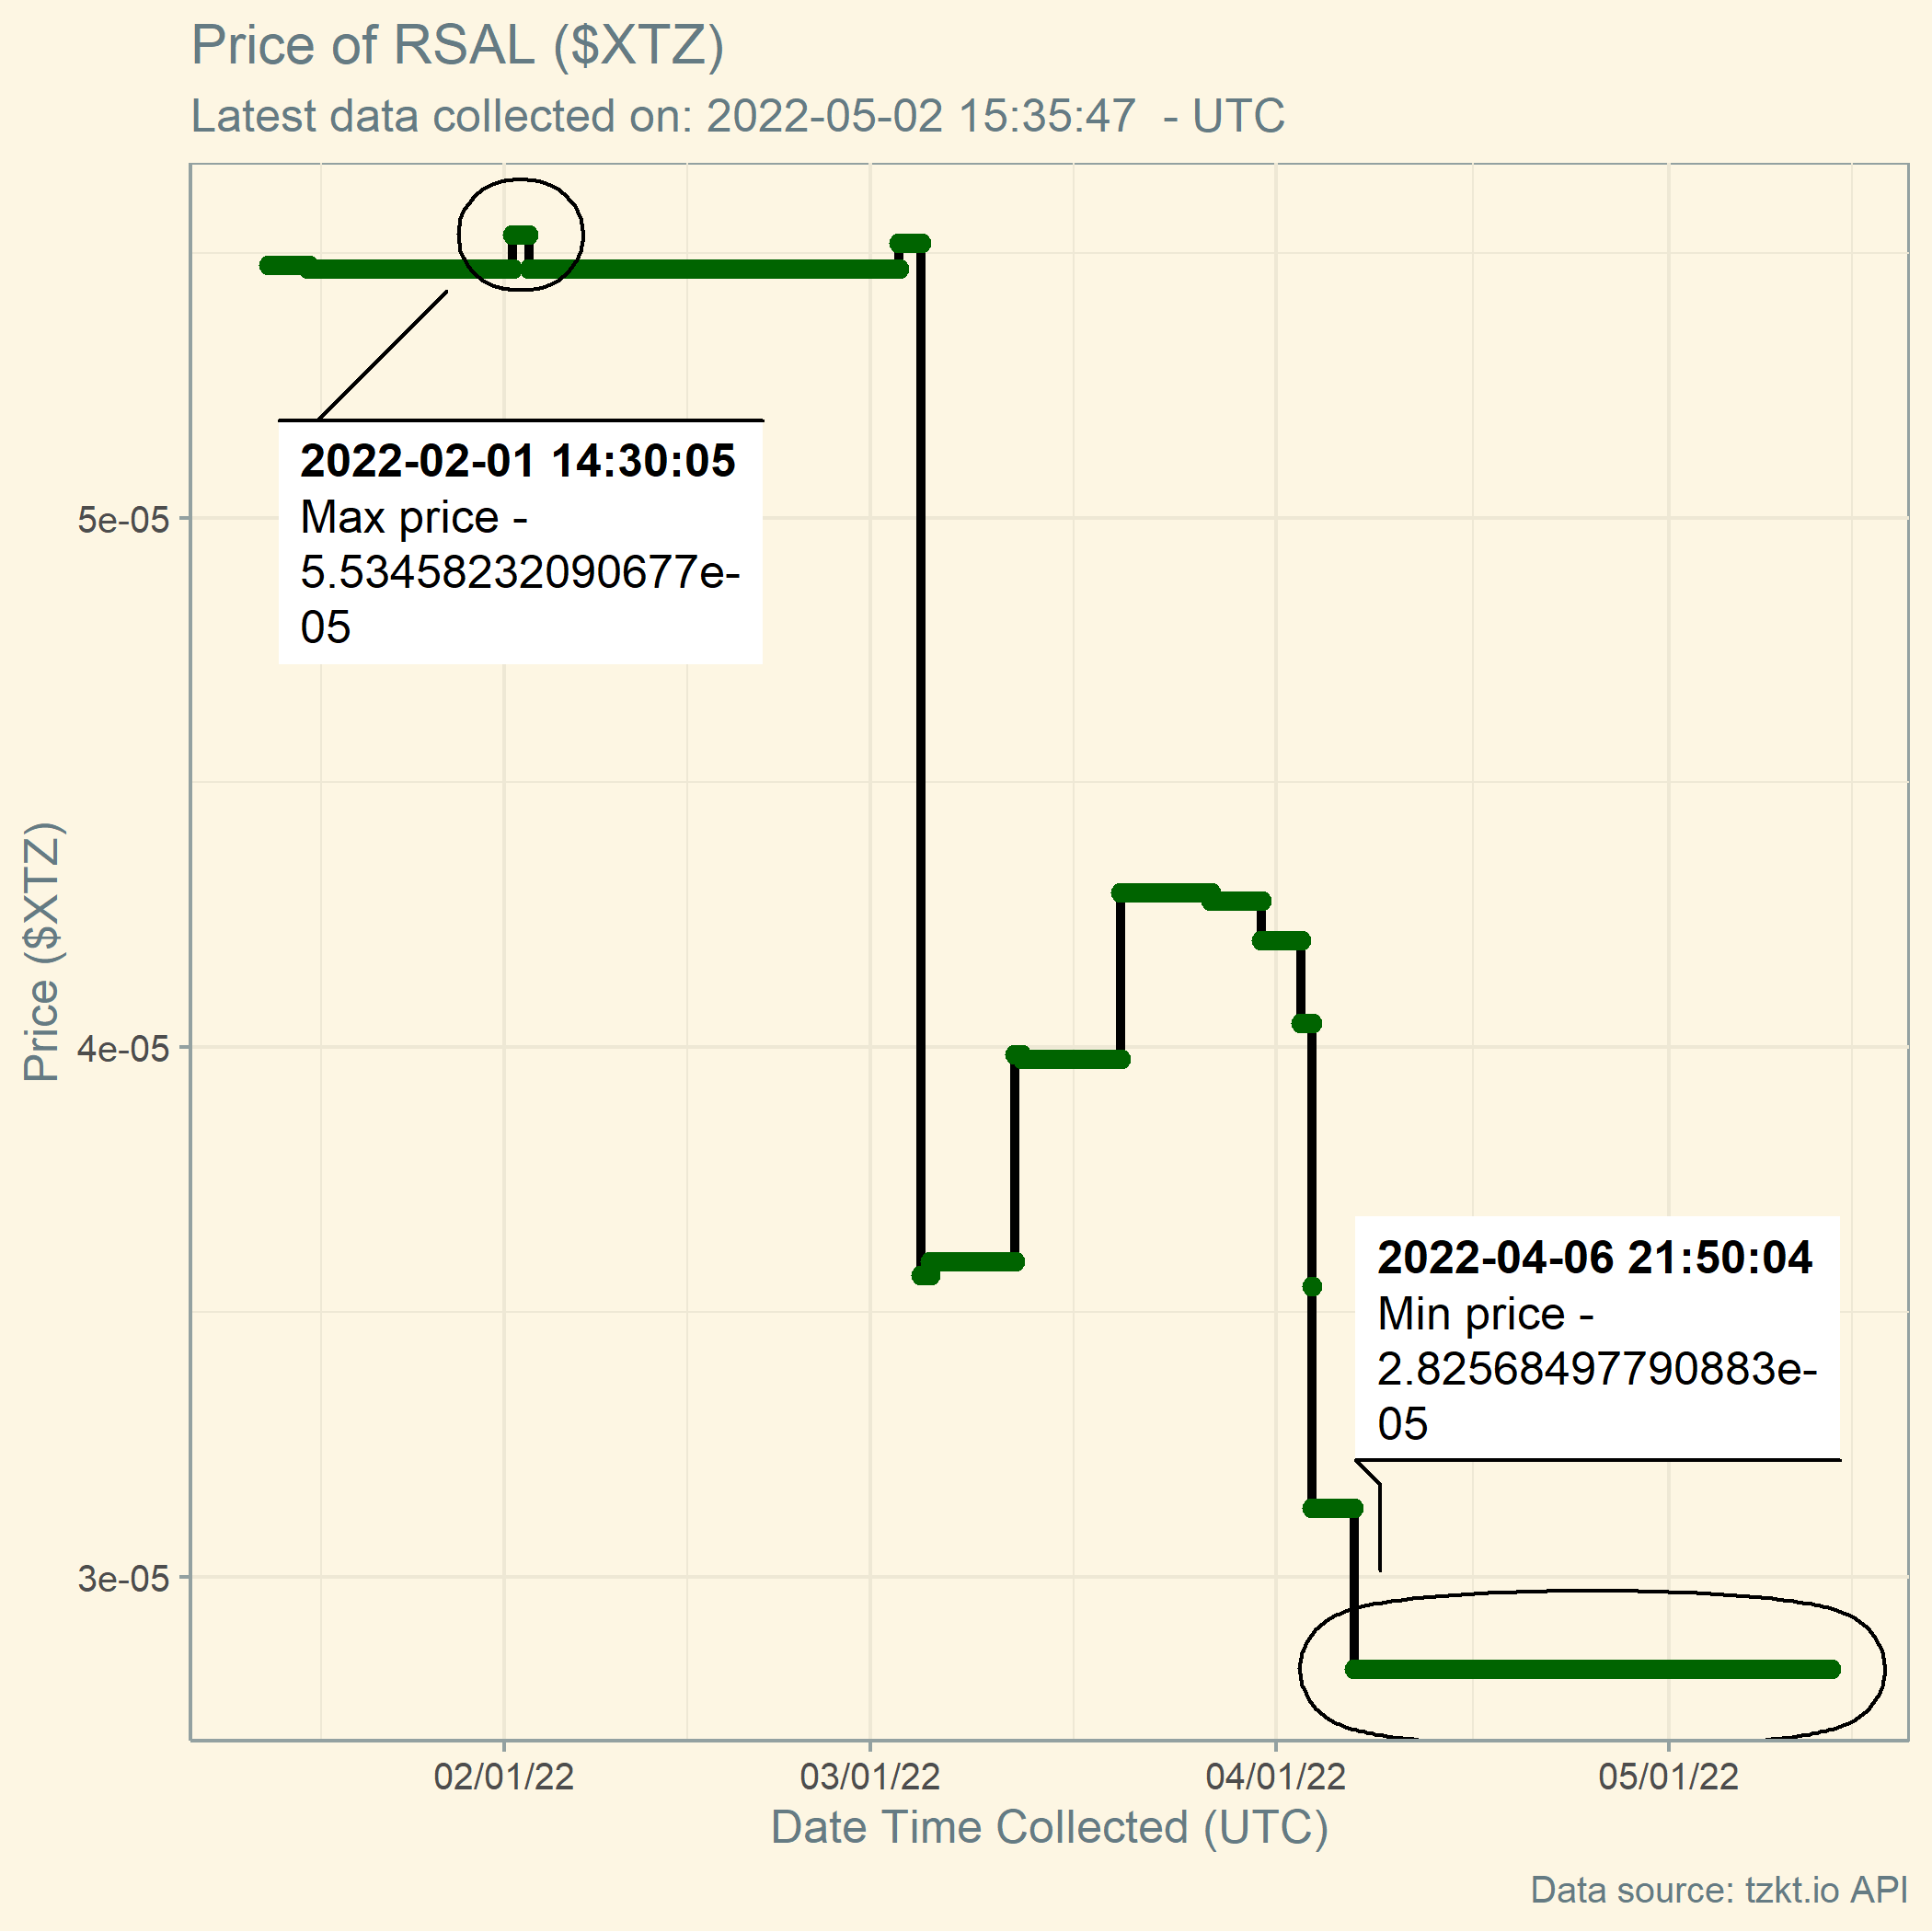 Price of RSAL ($XTZ)
Latest data collected on: 2022-05-02 15:35:47  - UTC
2022-02-01 14:30:05
Max price -
5.53458232090677e-
05
5e-05
Price ($XTZ)
4e-05
2022-04-06 21:50:04
Min price -
2.82568497790883e-
05
3e-05
02/01/22 03/01/22 04/01/22 05/01/22
Date Time Collected (UTC)
Data source: tzkt.io API